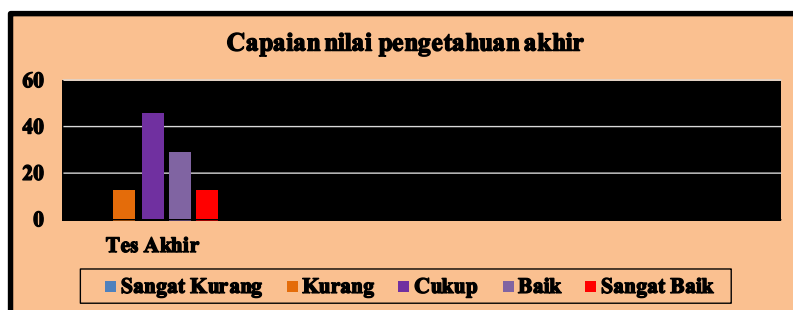 Capaian nilai pengetahuan akhir
60
40
20
0
Tes Akhir
Sangat Kurang Kurang Cukup Baik Sangat Baik